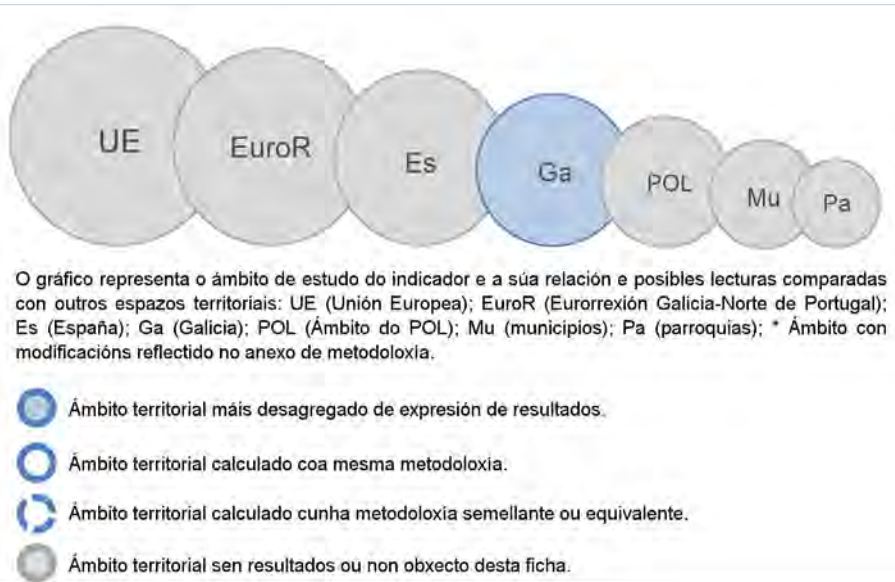 UE EuroR Es Ga POL Mu Pa
O gráfico representa o ámbito de estudo do indicador e a súa relación e posibles lecturas comparadas
con outros espazos territoriais: UE (Unión Europea); EuroR (Eurorrexión Galicia-Norte de Portugal);
Es (España); Ga (Galicia); POL (Ámbito do POL); Mu (municipios); Pa (parroquias); * Ámbito con
modificacións reflectido no anexo de metodoloxía.
Ámbito territorial máis desagregado de expresión de resultados.
Ámbito territorial calculado coa mesma metodoloxia.
Ámbito territorial calculado cunha metodoloxia semellante ou equivalente.
Ámbito territorial sen resultados ou non obxecto desta ficha.